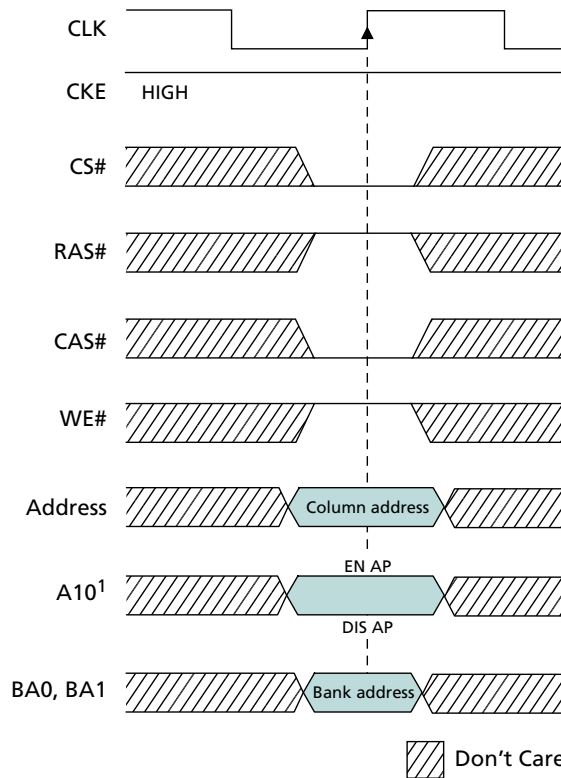 CLK
CKE HIGH
CS#
RAS#
CAS#
WE#
Address Column address
EN AP
A10¹
DIS AP
BA0, BA1 Bank address
Don't Care